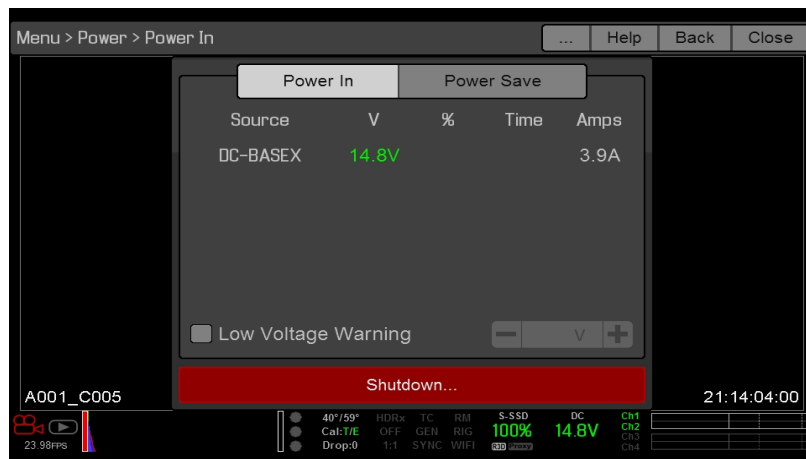 Menu > Power > Power In ... Help Back Close
Power In Power Save
Source V % Time Amps
DC-BASEX 14.8V 3.9A
Low Voltage Warning − V +
Shutdown...
A001_C005 21:14:04:00
40°/59° HDRx TC RM S-SSD DC Ch1
Cal:T/E OFF GEN RIG 100% 14.8V Ch2
23.98FPS Drop:0 1:1 SYNC WIFI R3D Proxy Ch3
Ch4